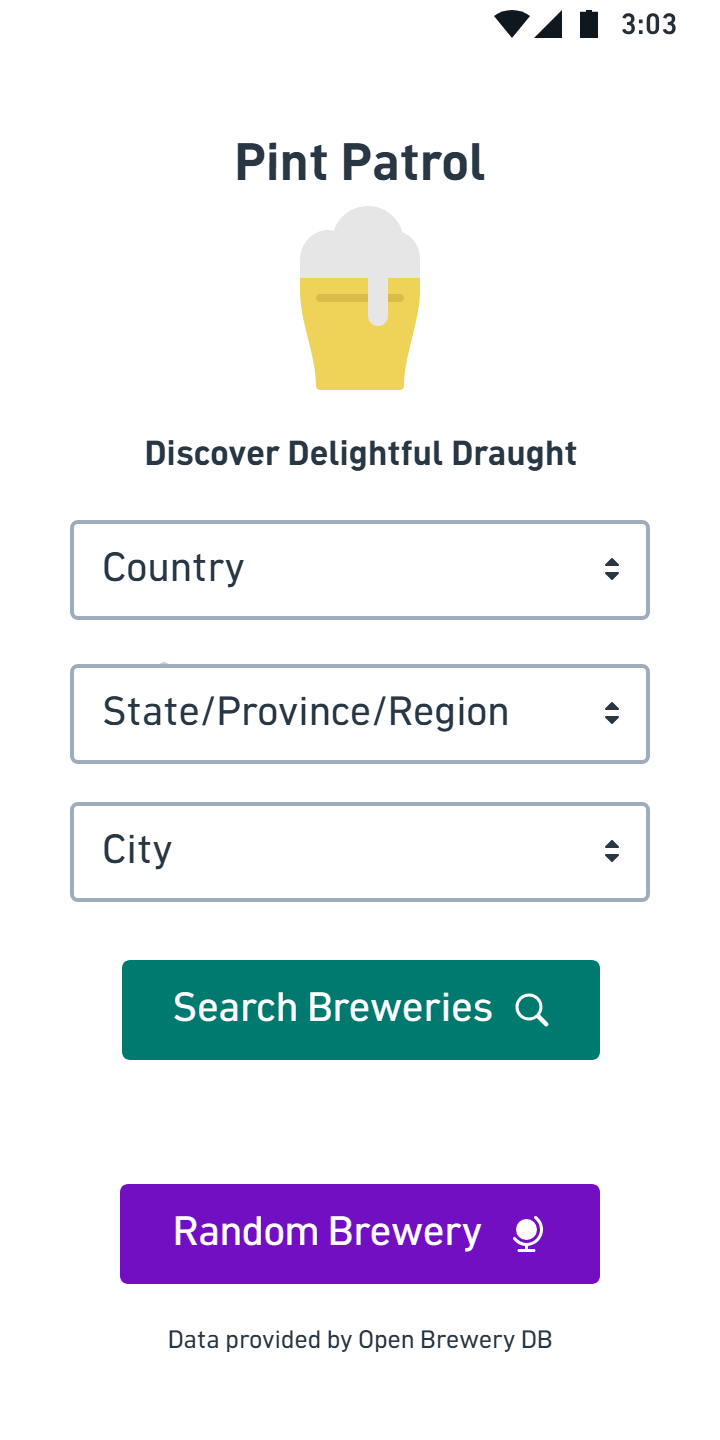 3:03
Pint Patrol
Discover Delightful Draught
Country
State/Province/Region
City
Search Breweries
Random Brewery
Data provided by Open Brewery DB